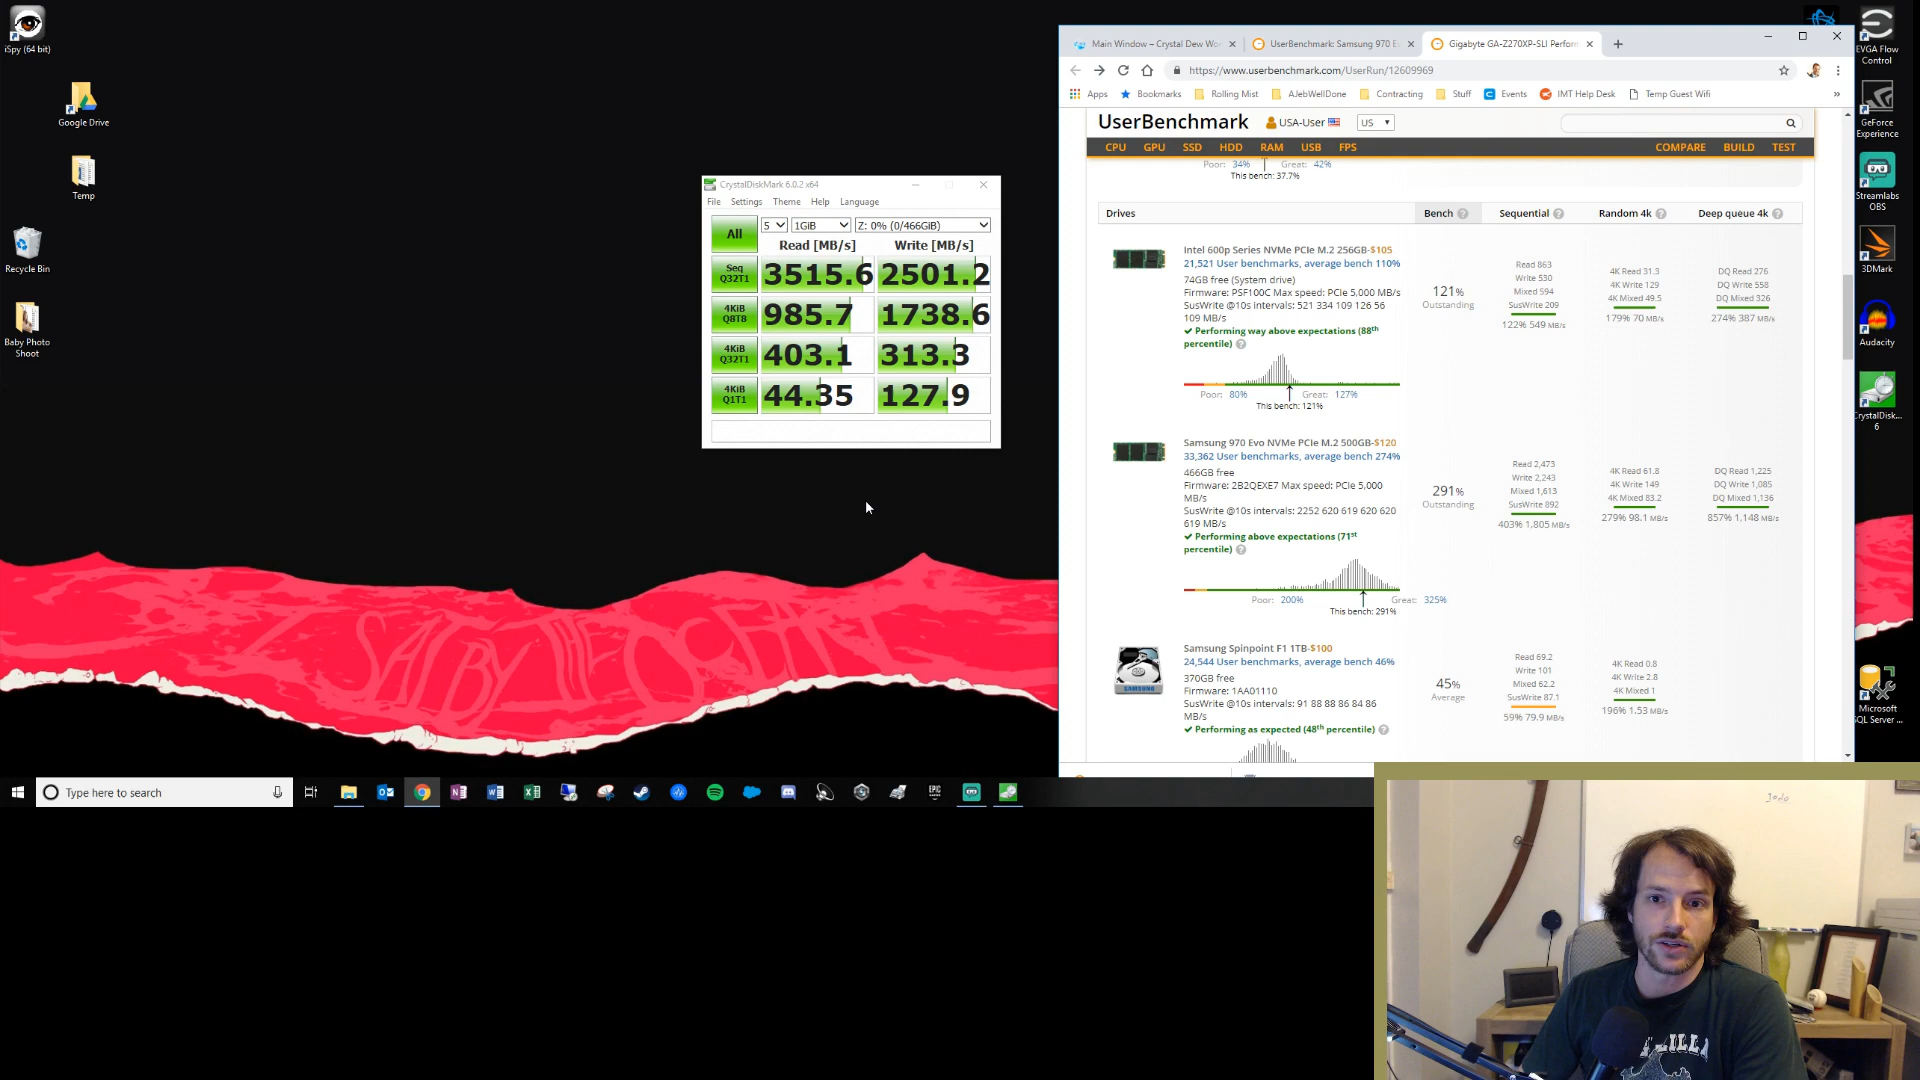 iSpy (64 bit)
Google Drive
Temp
Recycle Bin
Baby Photo
Shoot
CrystalDiskMark 6.0.2 x64
File Settings Theme Help Language
All
5 1GiB Z: 0% (0/466GiB)
Read [MB/s] Write [MB/s]
Seq
Q32T1
3515.6 2501.2
4KiB
Q8T8
985.7 1738.6
4KiB
Q32T1
403.1 313.3
4KiB
Q1T1
44.35 127.9
SALTBYTHEOCEAN
Main Window – Crystal Dew Wo
UserBenchmark: Samsung 970 E
Gigabyte GA-Z270XP-SLI Perform
https://www.userbenchmark.com/UserRun/12609969
Apps Bookmarks Rolling Mist AJebWellDone Contracting Stuff Events IMT Help Desk Temp Guest Wifi
UserBenchmark USA-User US
CPU GPU SSD HDD RAM USB FPS COMPARE BUILD TEST
Poor: 34% Great: 42%
This bench: 37.7%
Drives Bench Sequential Random 4k Deep queue 4k
Intel 600p Series NVMe PCIe M.2 256GB-$105
21,521 User benchmarks, average bench 110%
74GB free (System drive)
Firmware: PSF100C Max speed: PCIe 5,000 MB/s
SusWrite @10s intervals: 521 334 109 126 56
109 MB/s
Performing way above expectations (88th
percentile)
Poor: 80% Great: 127%
This bench: 121%
121%
Outstanding
Read 863
Write 530
Mixed 594
SusWrite 209
122% 549 MB/s
4K Read 31.3
4K Write 129
4K Mixed 49.5
179% 70 MB/s
DQ Read 276
DQ Write 558
DQ Mixed 326
274% 387 MB/s
Samsung 970 Evo NVMe PCIe M.2 500GB-$120
33,362 User benchmarks, average bench 274%
466GB free
Firmware: 2B2QEXE7 Max speed: PCIe 5,000
MB/s
SusWrite @10s intervals: 2252 620 619 620 620
619 MB/s
Performing above expectations (71st
percentile)
Poor: 200% Great: 325%
This bench: 291%
291%
Outstanding
Read 2,473
Write 2,243
Mixed 1,613
SusWrite 892
403% 1,805 MB/s
4K Read 61.8
4K Write 149
4K Mixed 83.2
279% 98.1 MB/s
DQ Read 1,225
DQ Write 1,085
DQ Mixed 1,136
857% 1,148 MB/s
Samsung Spinpoint F1 1TB-$100
24,544 User benchmarks, average bench 46%
370GB free
Firmware: 1AA01110
SusWrite @10s intervals: 91 88 88 86 84 86
MB/s
Performing as expected (48th percentile)
SAMSUNG
45%
Average
Read 69.2
Write 101
Mixed 62.2
SusWrite 87.1
59% 79.9 MB/s
4K Read 0.8
4K Write 2.8
4K Mixed 1
196% 1.53 MB/s
EVGA Flow
Control
GeForce
Experience
Streamlabs
OBS
3DMark
Audacity
CrystalDisk...
6
Microsoft
SQL Server ...
Type here to search
EPIC